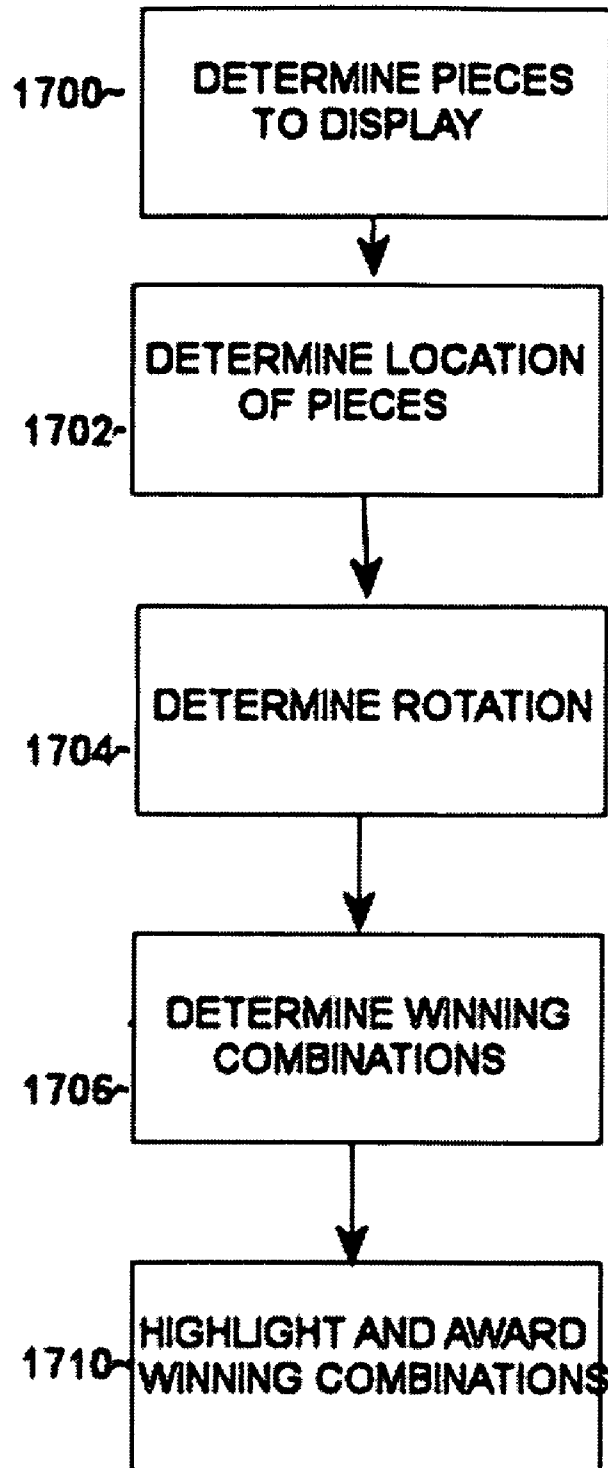 1700~
DETERMINE PIECES
TO DISPLAY
DETERMINE LOCATION
OF PIECES
1702~
DETERMINE ROTATION
1704~
DETERMINE WINNING
COMBINATIONS
1706~
HIGHLIGHT AND AWARD
1710~
WINNING COMBINATIONS